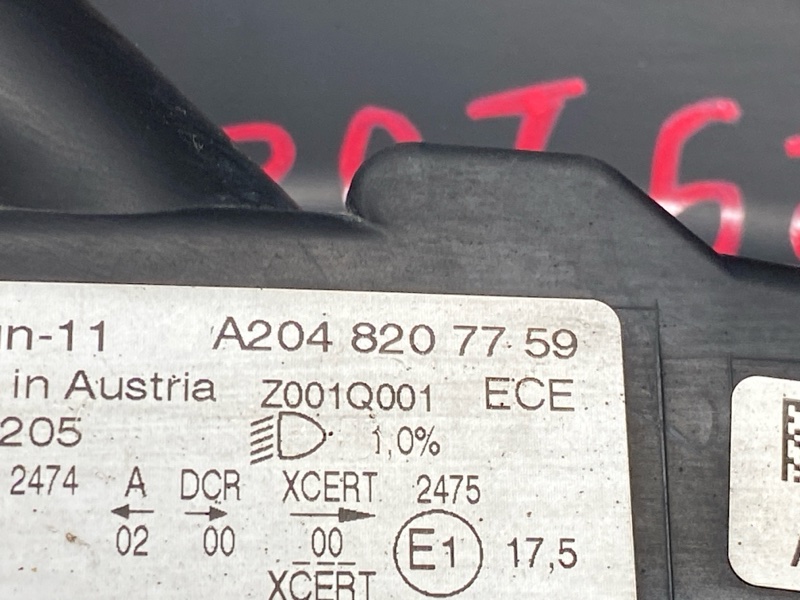 un-11 A204 820 77 59
in Austria Z001Q001 ECE
205 1,0%
2474 A DCR XCERT 2475
02 00 00 E1 17,5
XCERT